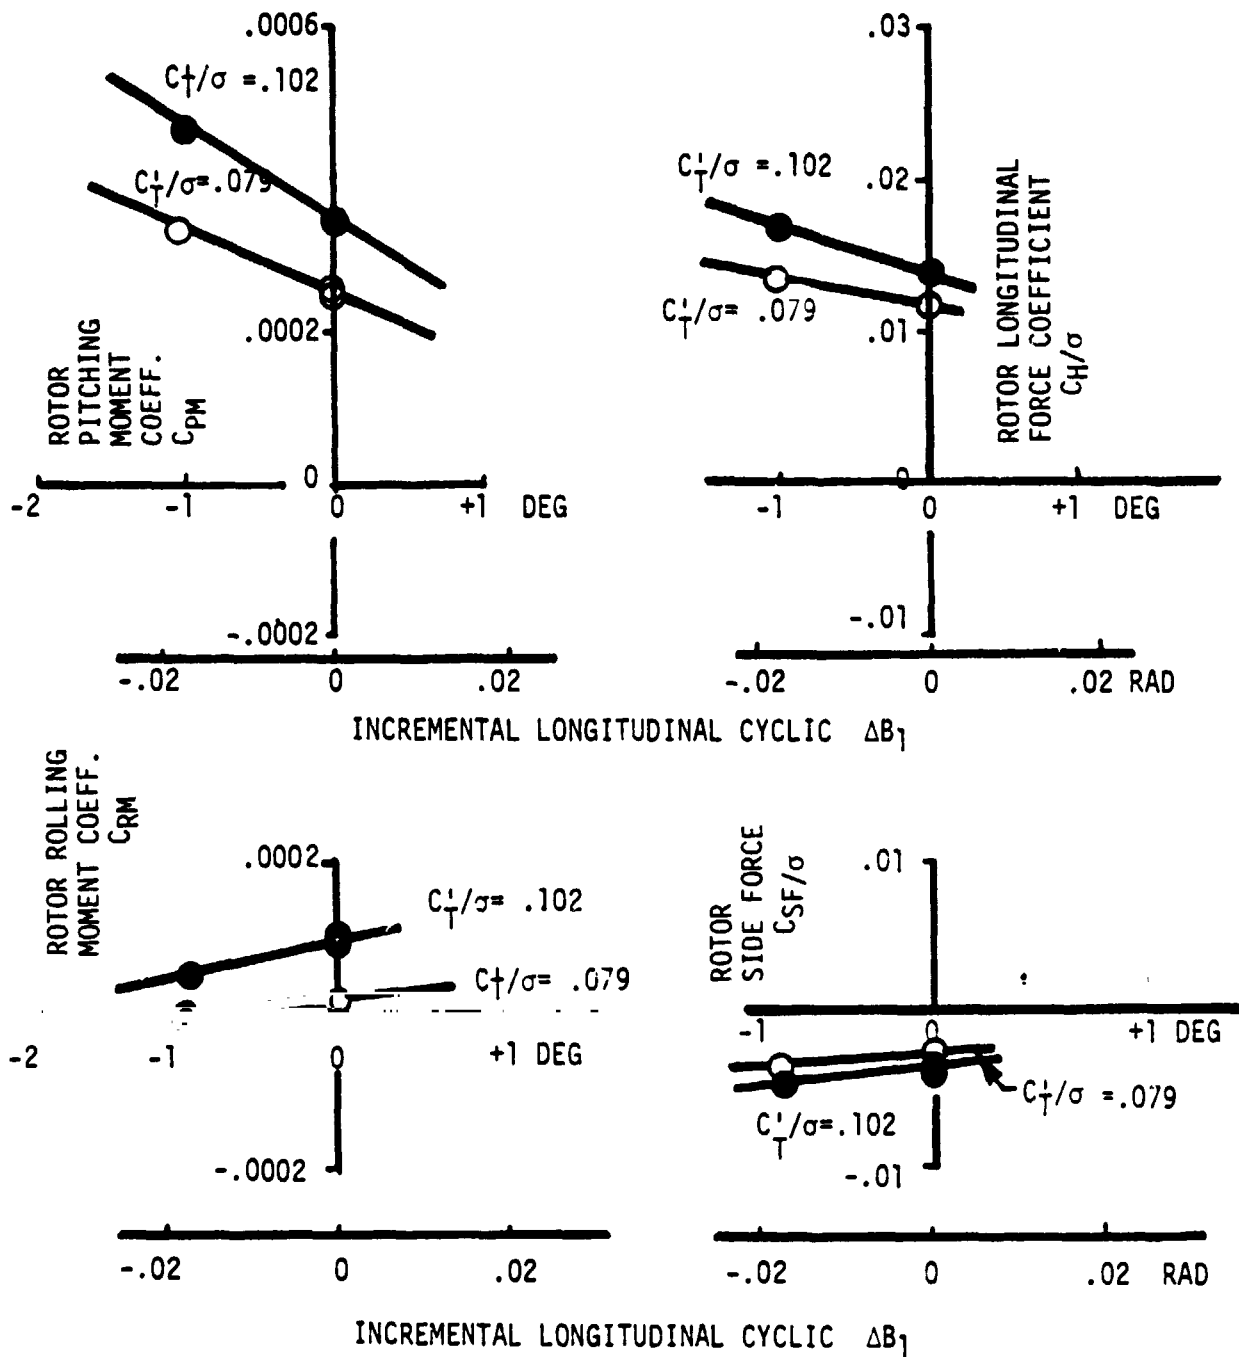 .0006
C'T/σ =.102
C'T/σ=.079
.0002
ROTOR
PITCHING
MOMENT
COEFF.
CPM
0
-2 -1 0 +1 DEG
-.0002
-.02 0 .02
.03
C'T/σ =.102
.02
C'T/σ= .079
.01
ROTOR LONGITUDINAL
FORCE COEFFICIENT
CH/σ
0
-1 0 +1 DEG
-.01
-.02 0 .02 RAD
INCREMENTAL LONGITUDINAL CYCLIC ΔB1
ROTOR ROLLING
MOMENT COEFF.
CRM
.0002
C'T/σ= .102
C'T/σ= .079
-2 -1 0 +1 DEG
-.0002
-.02 0 .02
ROTOR
SIDE FORCE
CSF/σ
.01
-1 0 +1 DEG
C'T/σ =.079
C'T/σ=.102
-.01
-.02 0 .02 RAD
INCREMENTAL LONGITUDINAL CYCLIC ΔB1